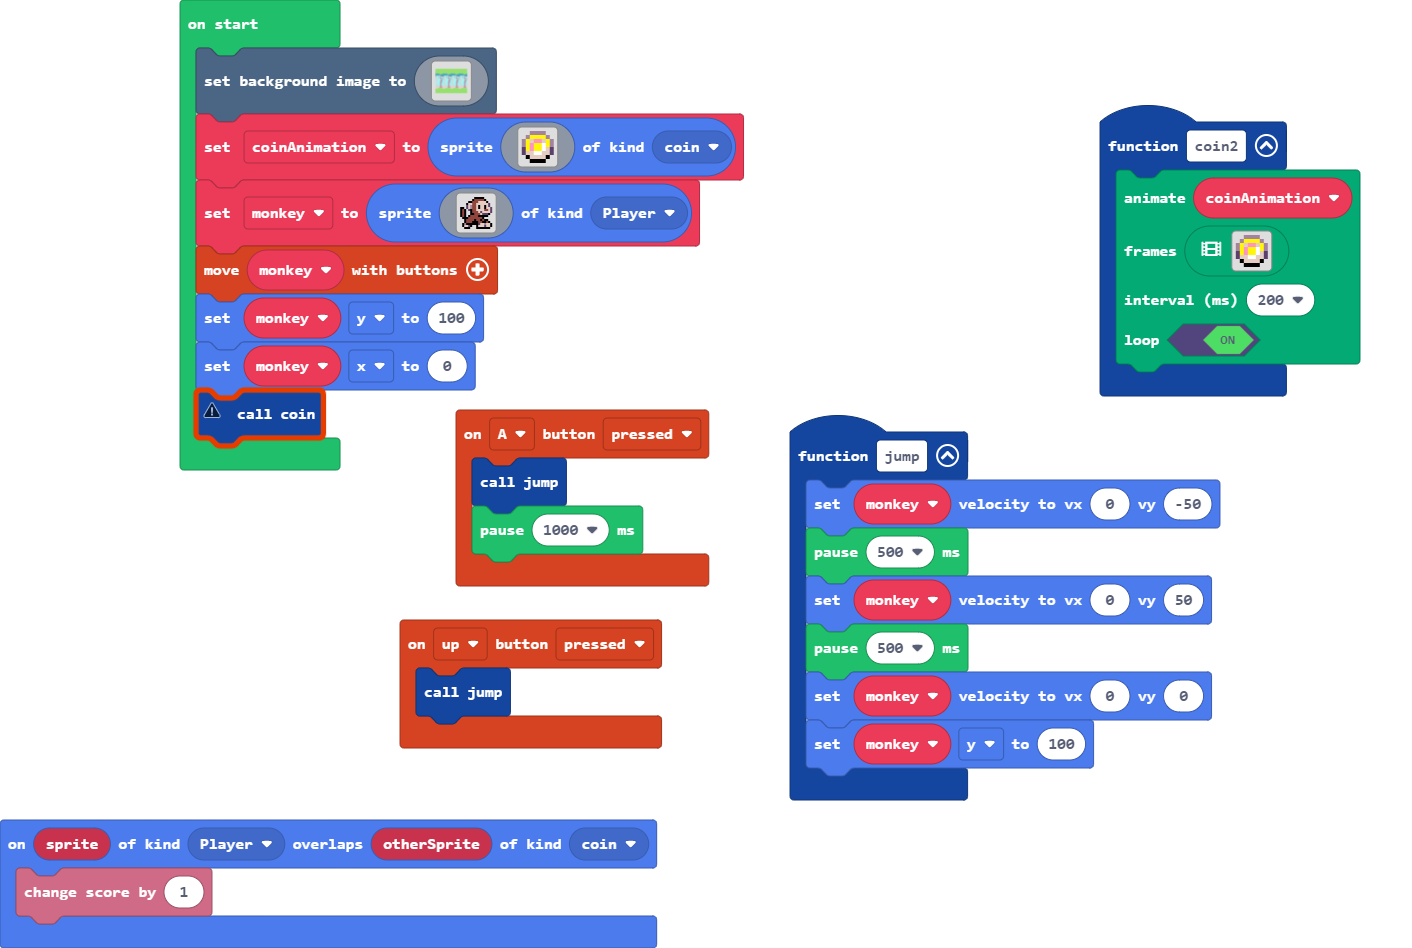 on start
set background image to
set coinAnimation to sprite of kind coin
set monkey to sprite of kind Player
move monkey with buttons
set monkey y to 100
set monkey x to 0
call coin
on A button pressed
call jump
pause 1000 ms
on up button pressed
call jump
on sprite of kind Player overlaps otherSprite of kind coin
change score by 1
function coin2
animate coinAnimation
frames
interval (ms) 200
loop ON
function jump
set monkey velocity to vx 0 vy -50
pause 500 ms
set monkey velocity to vx 0 vy 50
pause 500 ms
set monkey velocity to vx 0 vy 0
set monkey y to 100